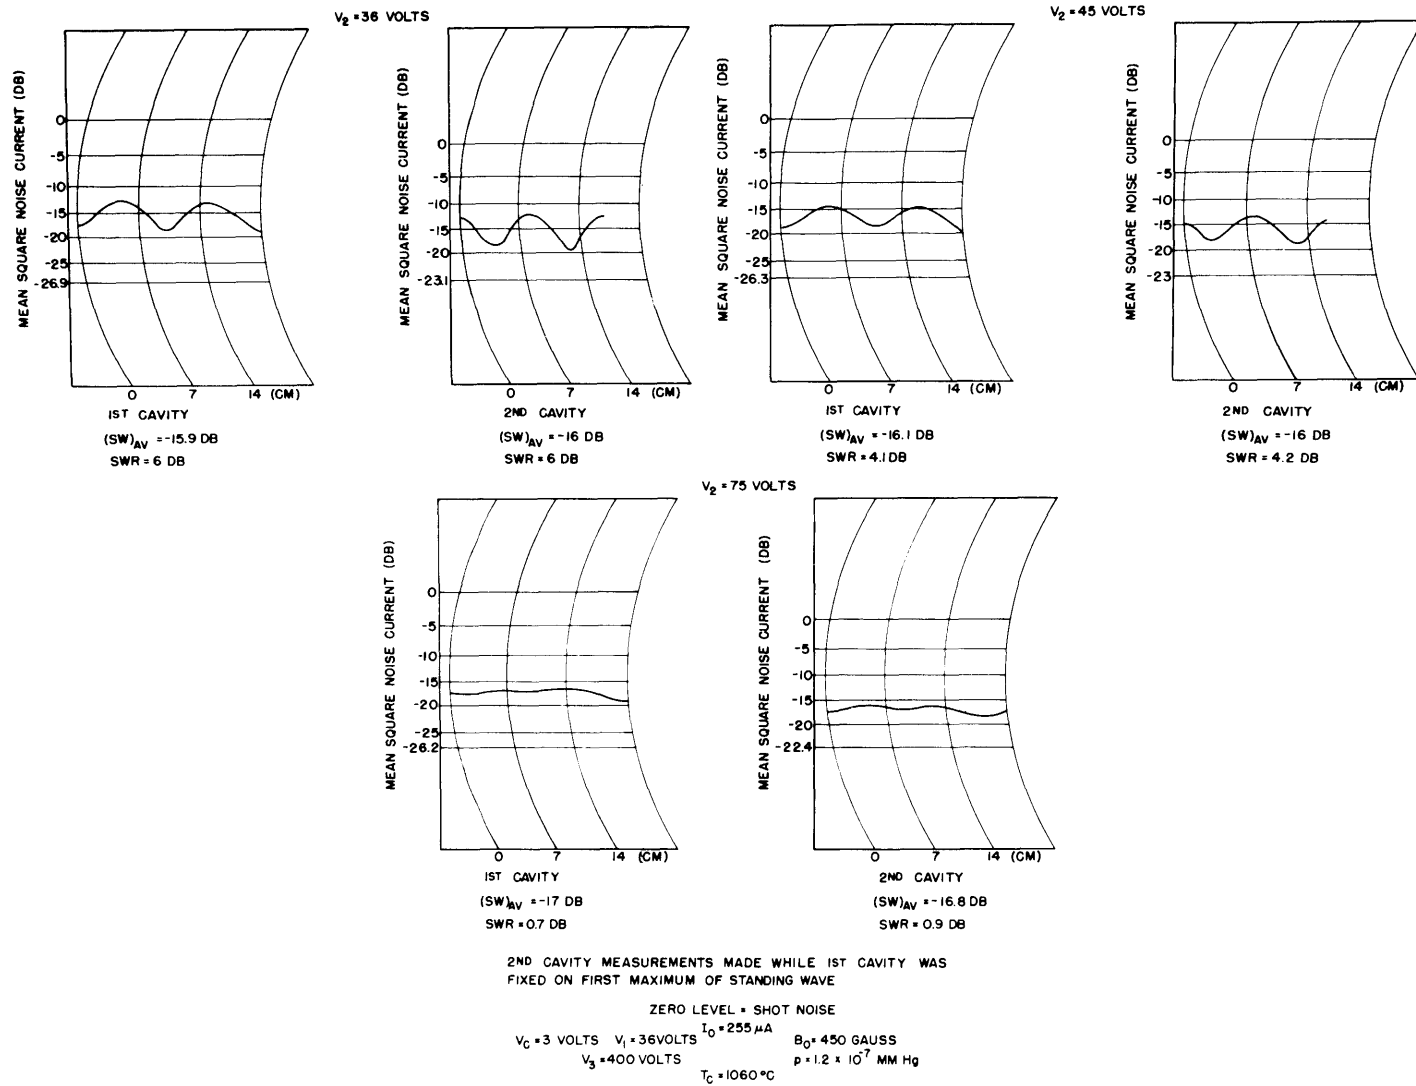 V2 = 36 VOLTS
MEAN SQUARE NOISE CURRENT (DB)
0
-5
-10
-15
-20
-25
-26.9
0 7 14 (CM)
1ST CAVITY
(SW)AV = -15.9 DB
SWR = 6 DB
MEAN SQUARE NOISE CURRENT (DB)
0
-5
-10
-15
-20
-23.1
0 7 14 (CM)
2ND CAVITY
(SW)AV = -16 DB
SWR = 6 DB
V2 = 45 VOLTS
MEAN SQUARE NOISE CURRENT (DB)
0
-5
-10
-15
-20
-25
-26.3
0 7 14 (CM)
1ST CAVITY
(SW)AV = -16.1 DB
SWR = 4.1 DB
MEAN SQUARE NOISE CURRENT (DB)
0
-5
-10
-15
-20
-23
0 7 14 (CM)
2ND CAVITY
(SW)AV = -16 DB
SWR = 4.2 DB
V2 = 75 VOLTS
MEAN SQUARE NOISE CURRENT (DB)
0
-5
-10
-15
-20
-25
-26.2
0 7 14 (CM)
1ST CAVITY
(SW)AV = -17 DB
SWR = 0.7 DB
MEAN SQUARE NOISE CURRENT (DB)
0
-5
-10
-15
-20
-22.4
0 7 14 (CM)
2ND CAVITY
(SW)AV = -16.8 DB
SWR = 0.9 DB
2ND CAVITY MEASUREMENTS MADE WHILE 1ST CAVITY WAS
FIXED ON FIRST MAXIMUM OF STANDING WAVE
ZERO LEVEL = SHOT NOISE
I0 = 255 μA
VC = 3 VOLTS V1 = 36 VOLTS B0 = 450 GAUSS
V3 = 400 VOLTS p = 1.2 x 10^-7 MM Hg
TC = 1060 °C